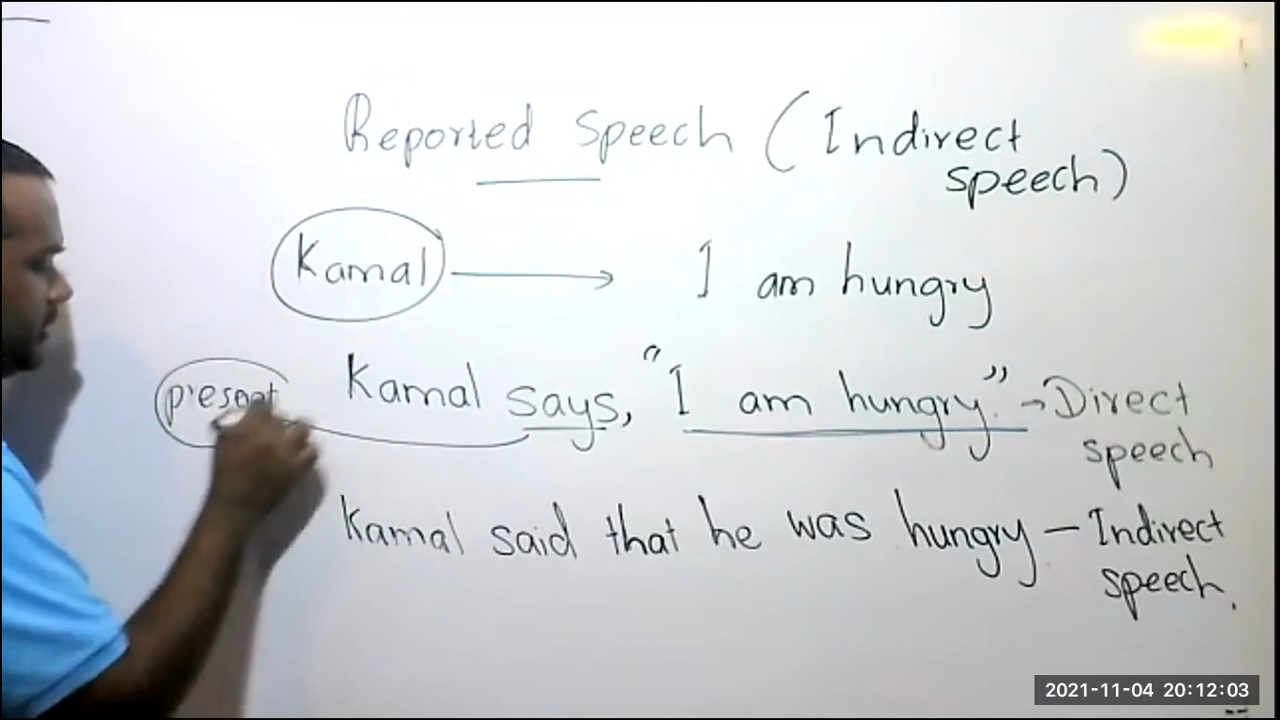 Reported Speech (Indirect
speech)
Kamal → I am hungry
present Kamal says, "I am hungry." → Direct
speech
Kamal said that he was hungry – Indirect
speech.
2021-11-04 20:12:03